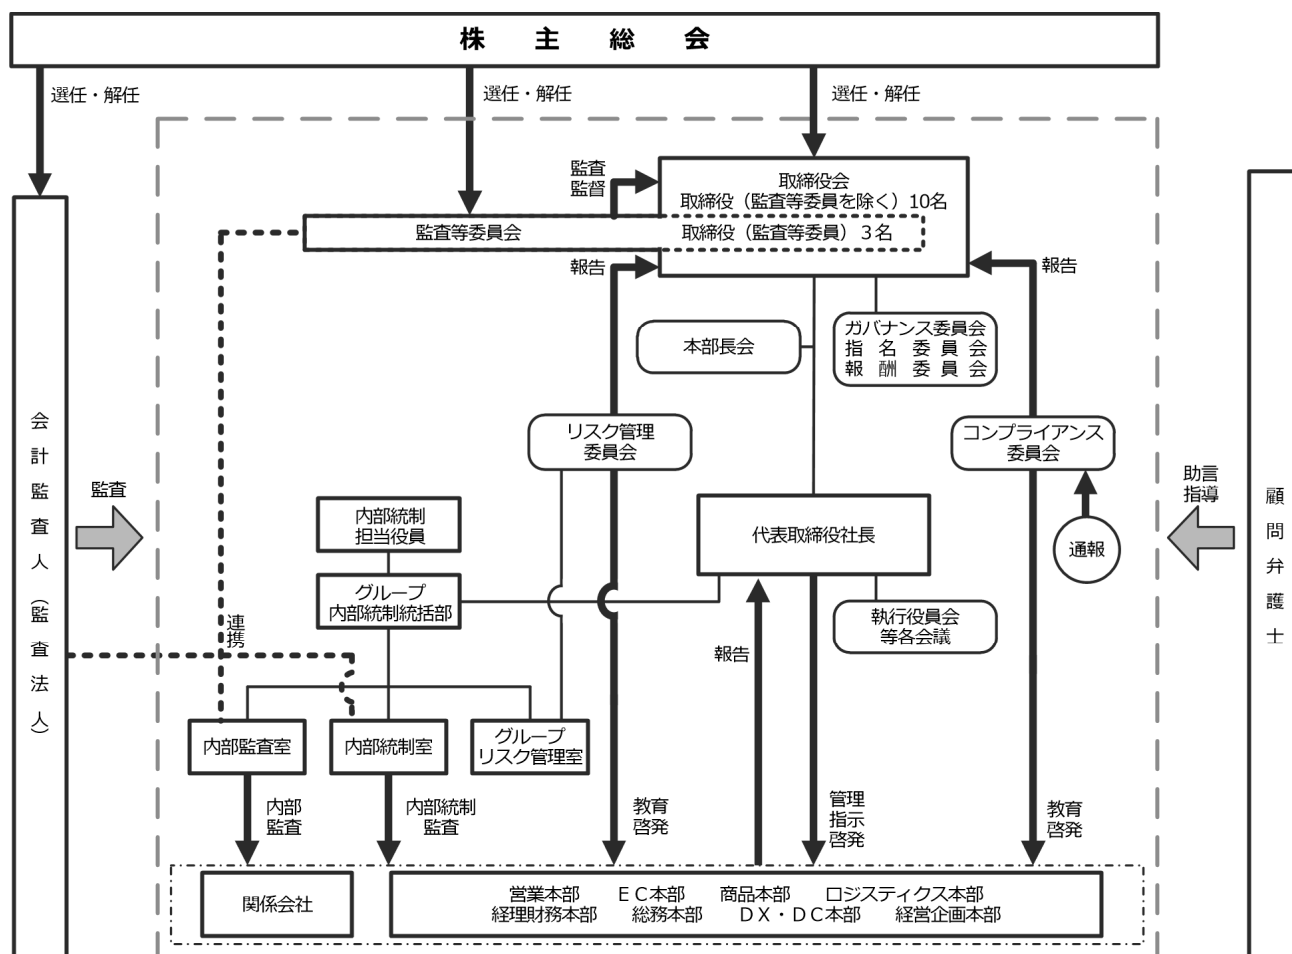 株主総会
選任・解任
選任・解任
選任・解任
監査
監督
取締役会
取締役（監査等委員を除く）10名
監査等委員会
取締役（監査等委員）３名
報告
報告
本部長会
ガバナンス委員会
指名委員会
報酬委員会
リスク管理
委員会
コンプライアンス
委員会
会計監査人（監査法人）
監査
助言
指導
顧問弁護士
内部統制
担当役員
代表取締役社長
通報
グループ
内部統制統括部
執行役員会
等各会議
連携
報告
内部監査室
内部統制室
グループ
リスク管理室
内部
監査
内部統制
監査
教育
啓発
管理
指示
啓発
教育
啓発
関係会社
営業本部 ＥＣ本部 商品本部 ロジスティクス本部
経理財務本部 総務本部 ＤＸ・ＤＣ本部 経営企画本部